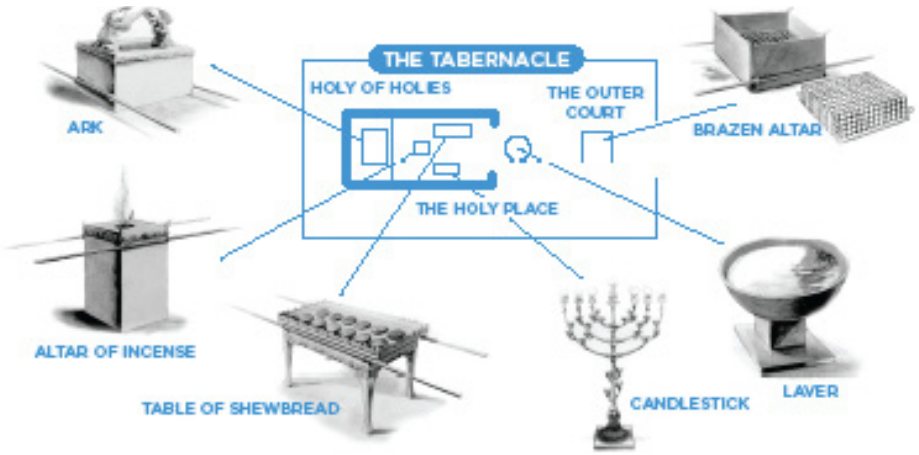 THE TABERNACLE
HOLY OF HOLIES
THE OUTER
COURT
ARK
BRAZEN ALTAR
THE HOLY PLACE
ALTAR OF INCENSE
TABLE OF SHEWBREAD
CANDLESTICK
LAVER